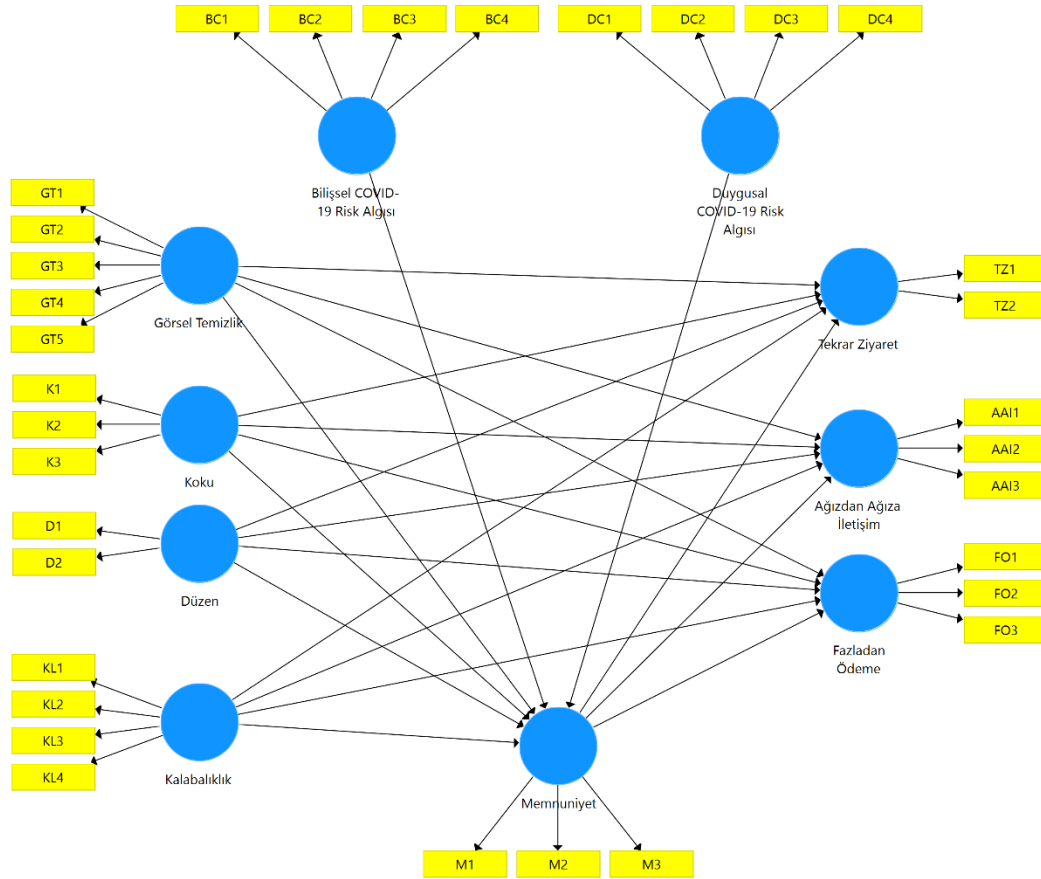 BC1 BC2 BC3 BC4 DC1 DC2 DC3 DC4
Bilişsel COVID-
19 Risk Algısı
Duygusal
COVID-19 Risk
Algısı
GT1
GT2
GT3
GT4
GT5
Görsel Temizlik
TZ1
TZ2
Tekrar Ziyaret
K1
K2
K3
Koku
AAI1
AAI2
AAI3
Ağızdan Ağıza
İletişim
D1
D2
Düzen
FO1
FO2
FO3
Fazladan
Ödeme
KL1
KL2
KL3
KL4
Kalabalıklık
Memnuniyet
M1 M2 M3